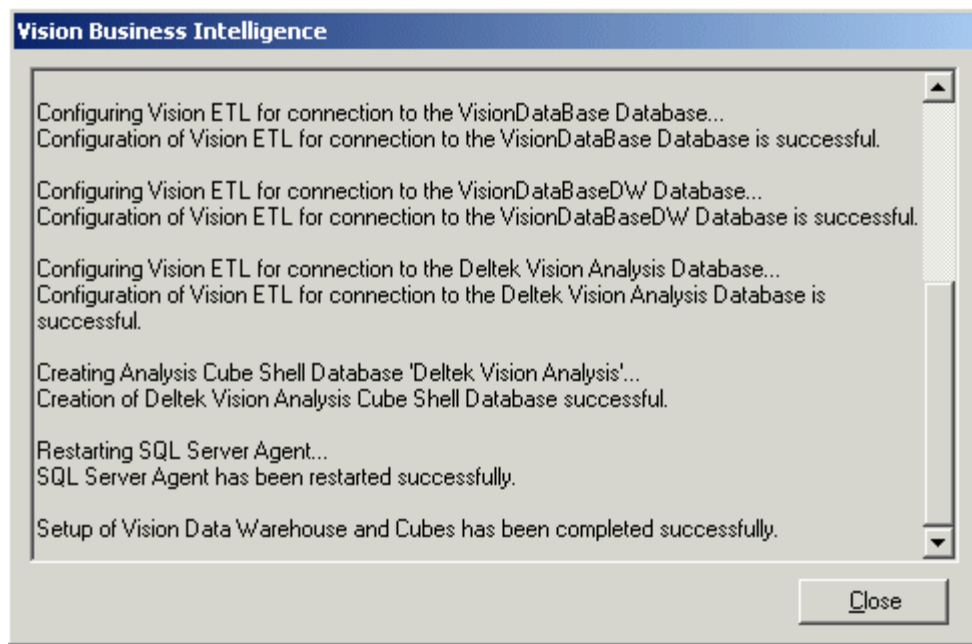 Vision Business Intelligence
Configuring Vision ETL for connection to the VisionDataBase Database...
Configuration of Vision ETL for connection to the VisionDataBase Database is successful.
Configuring Vision ETL for connection to the VisionDataBaseDW Database...
Configuration of Vision ETL for connection to the VisionDataBaseDW Database is successful.
Configuring Vision ETL for connection to the Deltek Vision Analysis Database...
Configuration of Vision ETL for connection to the Deltek Vision Analysis Database is
successful.
Creating Analysis Cube Shell Database 'Deltek Vision Analysis'...
Creation of Deltek Vision Analysis Cube Shell Database successful.
Restarting SQL Server Agent...
SQL Server Agent has been restarted successfully.
Setup of Vision Data Warehouse and Cubes has been completed successfully.
Close